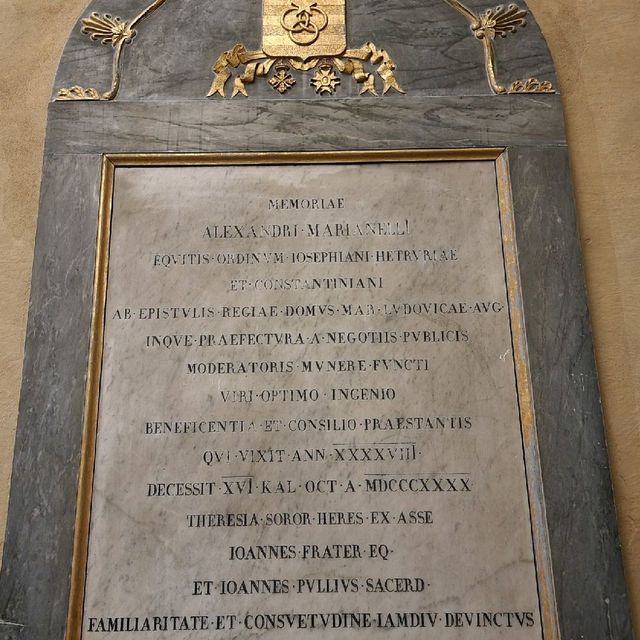 MEMORIAE
ALEXANDRI·MARIANELLI
EQVITIS·ORDINVM·IOSEPHIANI·HETRVRIAE
ET·CONSTANTINIANI
AB·EPISTVLIS·REGIAE·DOMVS·MAR·LVDOVICAE·AVG·
INQVE·PRAEFECTVRA·A·NEGOTIIS·PVBLICIS
MODERATORIS·MVNERE·FVNCTI
VIRI·OPTIMO·INGENIO
BENEFICENTIA·ET·CONSILIO·PRAESTANTIS
QVI·VIXIT·ANN·XXXXVIII·
DECESSIT·XVI·KAL·OCT·A·MDCCCXXXX
THERESIA·SOROR·HERES·EX·ASSE
IOANNES·FRATER·EQ·
ET·IOANNES·PVLLIVS·SACERD·
FAMILIARITATE·ET·CONSVETVDINE·IAMDIV·DEVINCTVS